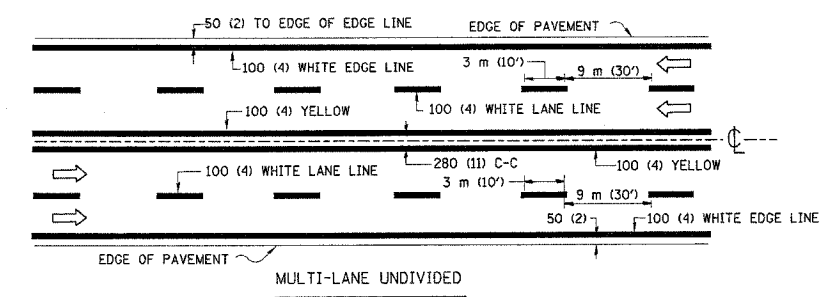 50 (2) TO EDGE OF EDGE LINE
EDGE OF PAVEMENT
100 (4) WHITE EDGE LINE
3 m (10')
9 m (30')
100 (4) YELLOW
100 (4) WHITE LANE LINE
℄
100 (4) WHITE LANE LINE
280 (11) C-C
100 (4) YELLOW
3 m (10')
9 m (30')
50 (2)
100 (4) WHITE EDGE LINE
EDGE OF PAVEMENT
MULTI-LANE UNDIVIDED